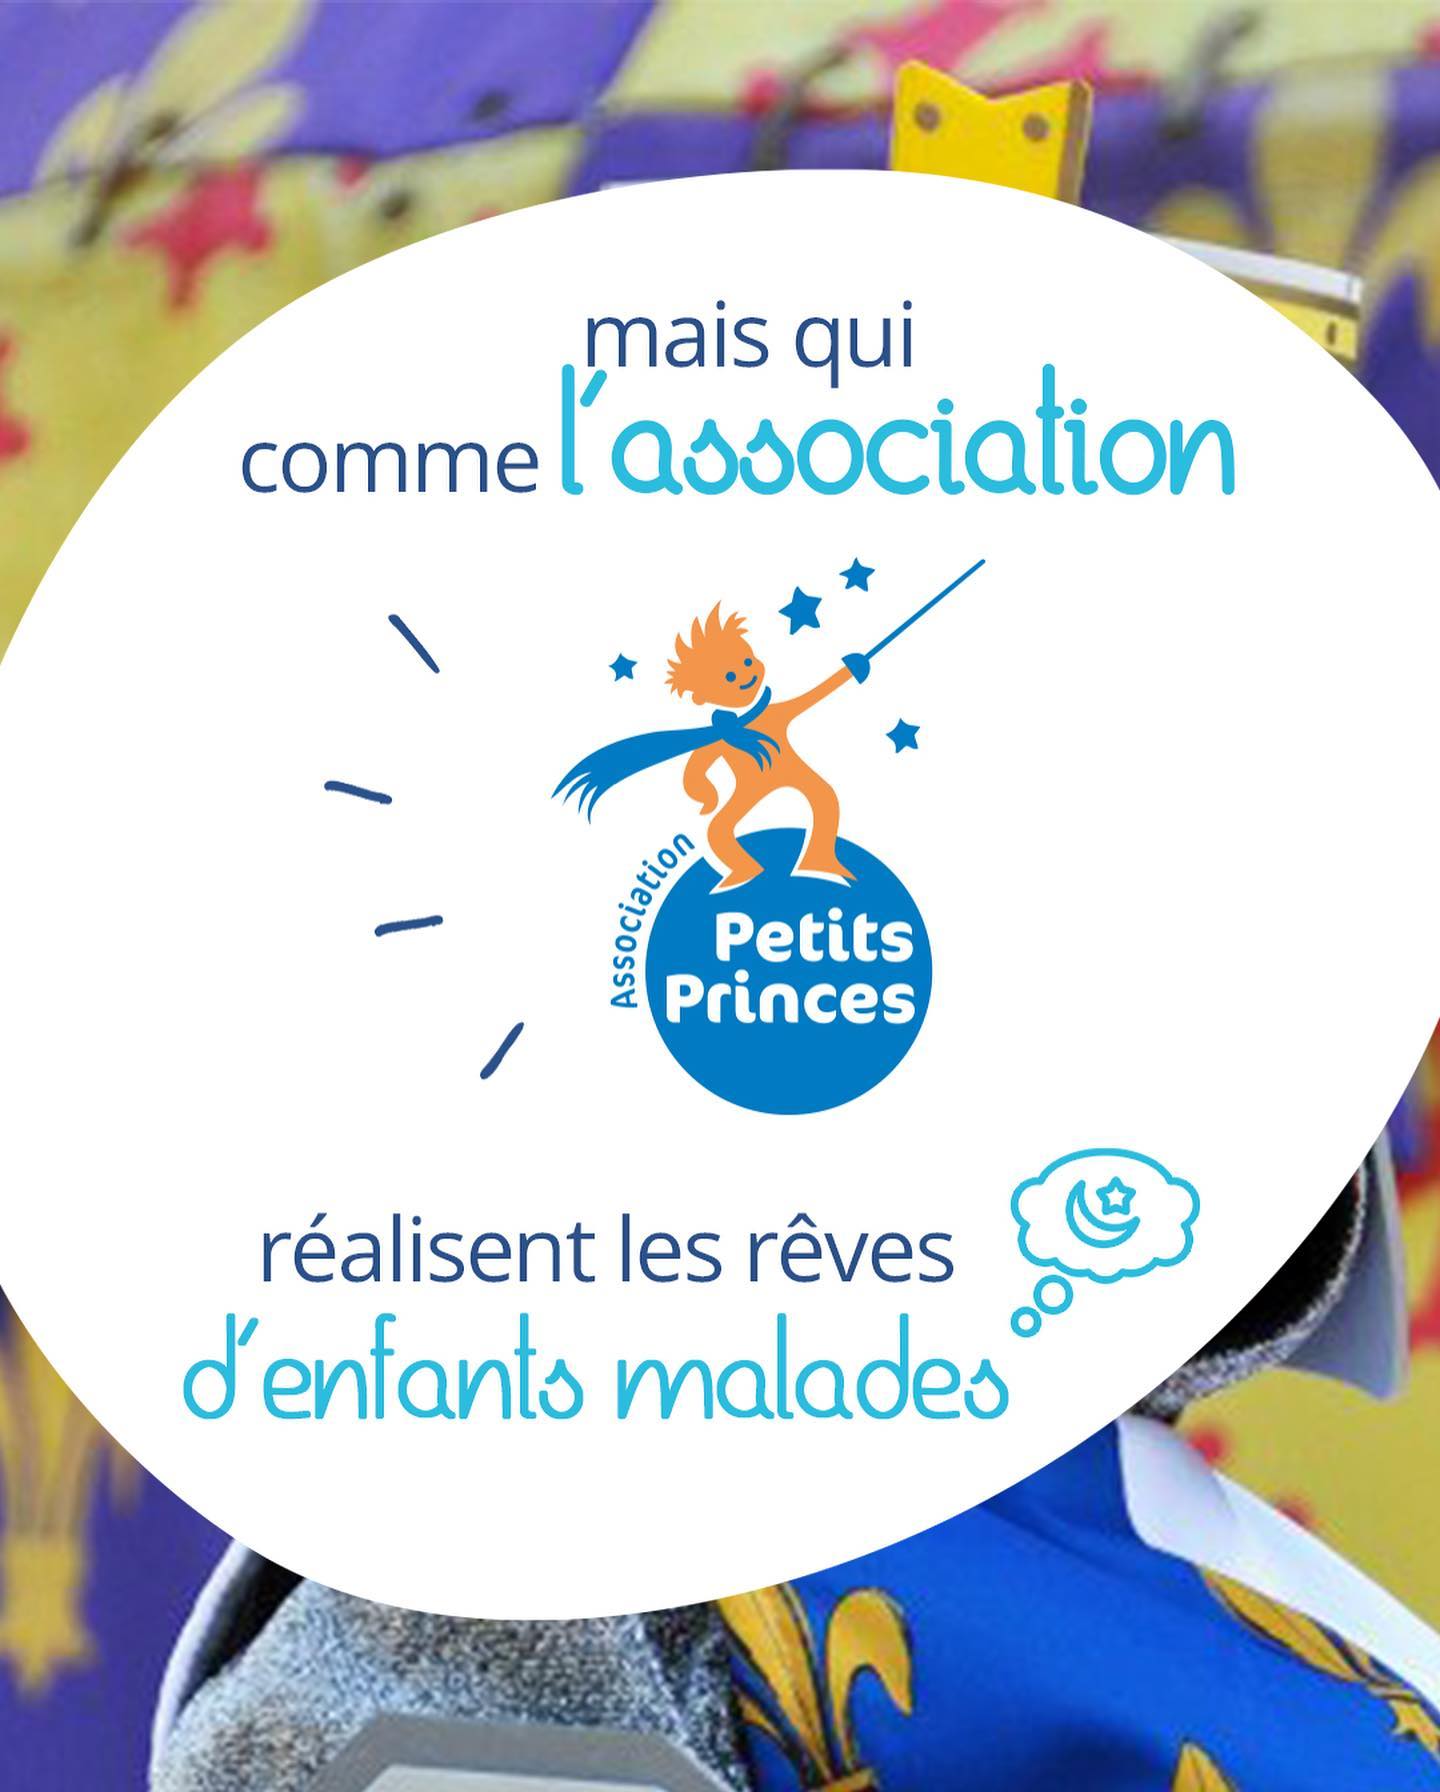 mais qui
comme l'association
Association
Petits
Princes
réalisent les rêves
d'enfants malades